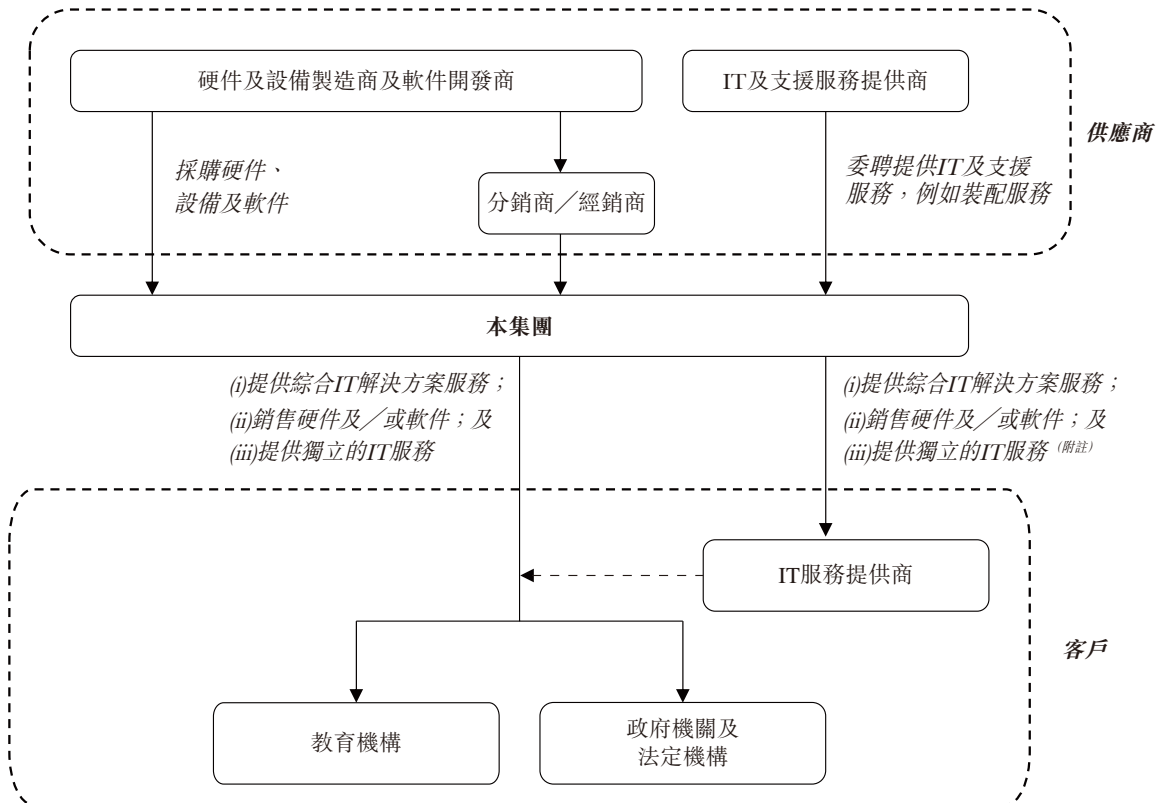 硬件及設備製造商及軟件開發商
IT及支援服務提供商
供應商
採購硬件、
設備及軟件
分銷商／經銷商
委聘提供IT及支援
服務，例如裝配服務
本集團
(i)提供綜合IT解決方案服務；
(ii)銷售硬件及／或軟件；及
(iii)提供獨立的IT服務
(i)提供綜合IT解決方案服務；
(ii)銷售硬件及／或軟件；及
(iii)提供獨立的IT服務 (附註)
IT服務提供商
客戶
教育機構
政府機關及
法定機構